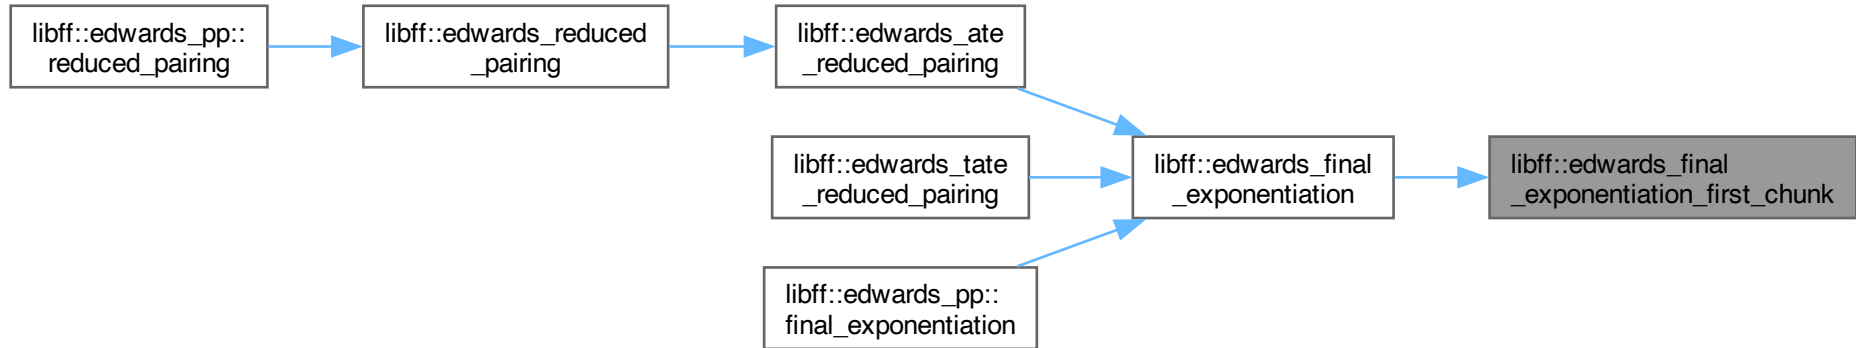 libff::edwards_pp::
reduced_pairing
libff::edwards_reduced
_pairing
libff::edwards_ate
_reduced_pairing
libff::edwards_tate
_reduced_pairing
libff::edwards_final
_exponentiation
libff::edwards_final
_exponentiation_first_chunk
libff::edwards_pp::
final_exponentiation